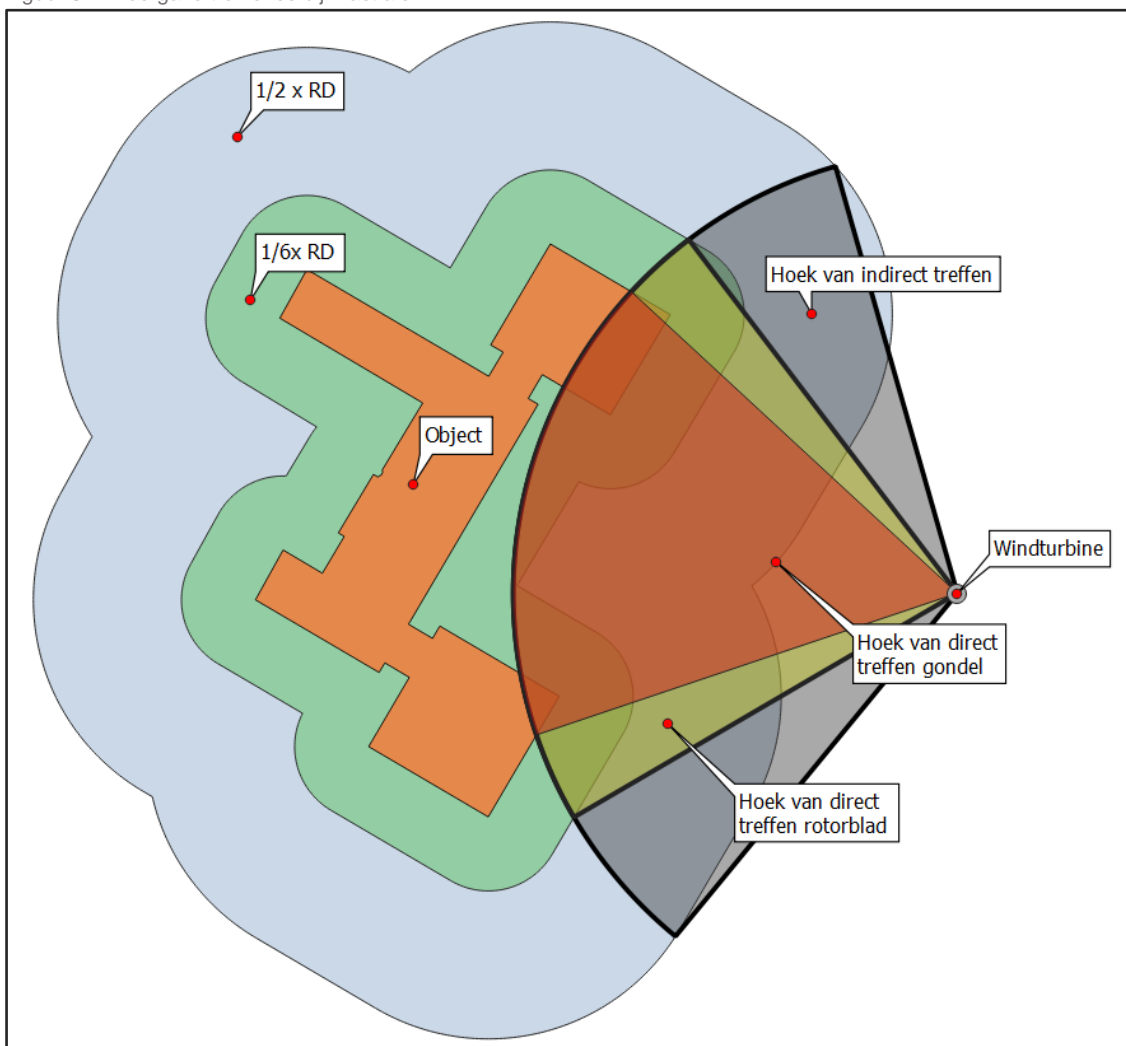 1/2 x RD
1/6x RD
Hoek van indirect treffen
Object
Windturbine
Hoek van direct
treffen gondel
Hoek van direct
treffen rotorblad